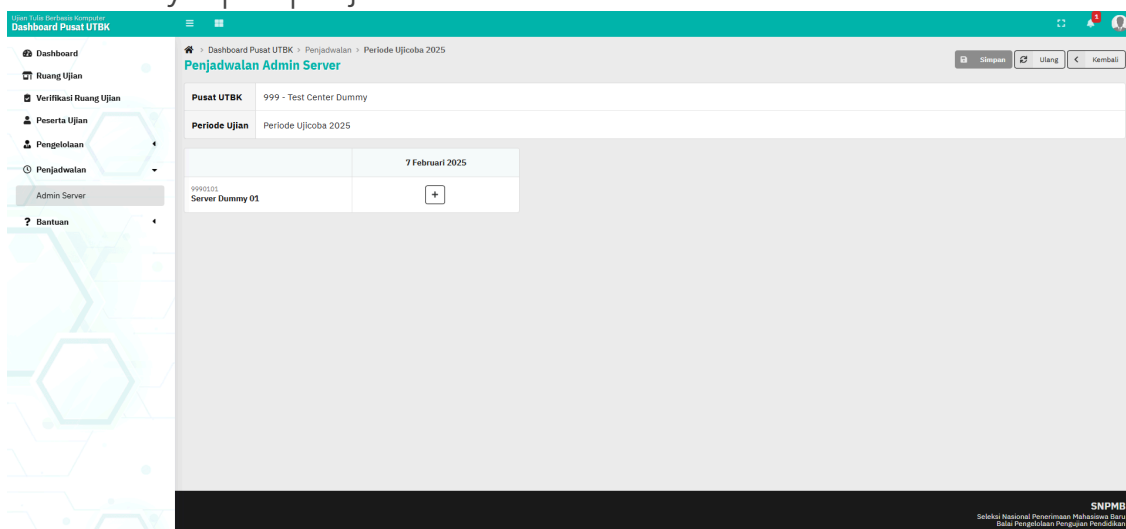 Ujian Tulis Berbasis Komputer
Dashboard Pusat UTBK
1
Dashboard
Ruang Ujian
Verifikasi Ruang Ujian
Peserta Ujian
Pengelolaan
Penjadwalan
Admin Server
? Bantuan
> Dashboard Pusat UTBK > Penjadwalan > Periode Ujicoba 2025
Penjadwalan Admin Server
Simpan Ulang Kembali
Pusat UTBK 999 - Test Center Dummy
Periode Ujian Periode Ujicoba 2025
7 Februari 2025
9990101
Server Dummy 01
+
SNPMB
Seleksi Nasional Penerimaan Mahasiswa Baru
Balai Pengelolaan Pengujian Pendidikan